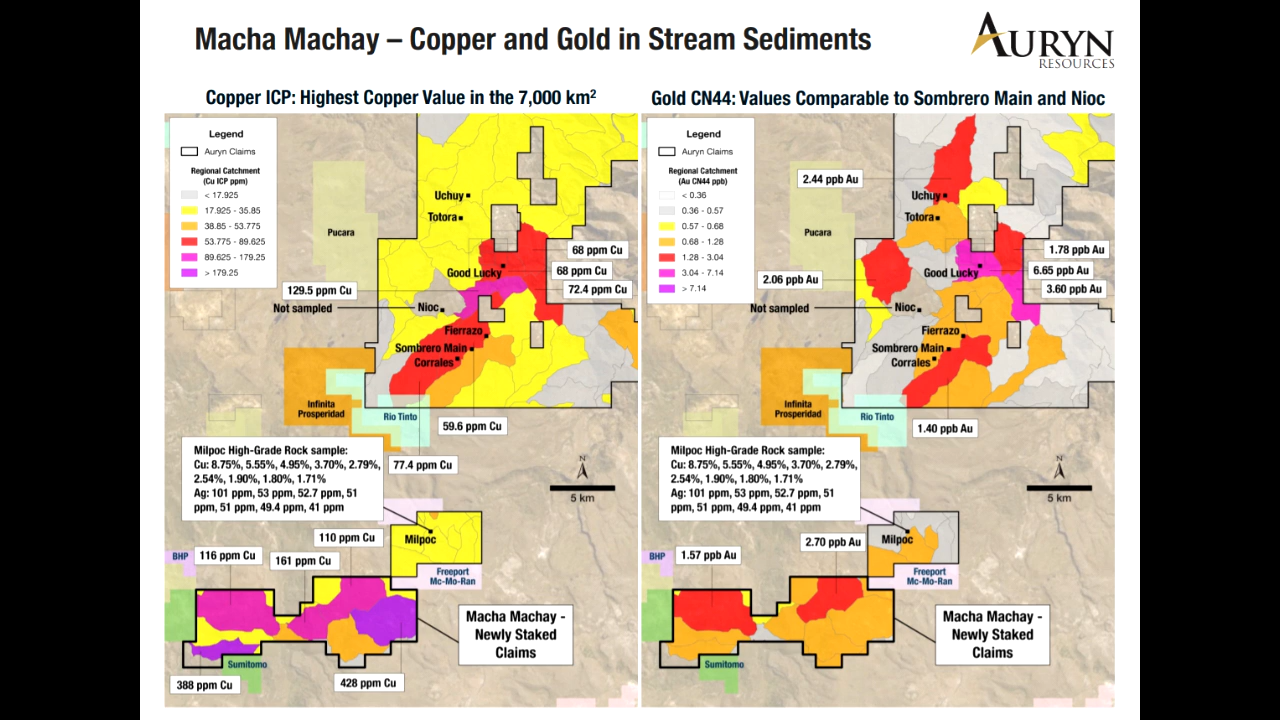 Macha Machay – Copper and Gold in Stream Sediments
AURYN
RESOURCES
Copper ICP: Highest Copper Value in the 7,000 km²
Legend
Auryn Claims
Regional Catchment
(Cu ICP ppm)
< 17.925
17.925 - 35.85
38.85 - 53.775
53.775 - 89.625
89.625 - 179.25
> 179.25
Pucara
Uchuy
Totora
68 ppm Cu
Good Lucky
68 ppm Cu
129.5 ppm Cu
72.4 ppm Cu
Not sampled
Nioc
Fierrazo
Sombrero Main
Corrales
Infinita
Prosperidad
Rio Tinto
59.6 ppm Cu
77.4 ppm Cu
Milpoc High-Grade Rock sample:
Cu: 8.75%, 5.55%, 4.95%, 3.70%, 2.79%,
2.54%, 1.90%, 1.80%, 1.71%
Ag: 101 ppm, 53 ppm, 52.7 ppm, 51
ppm, 51 ppm, 49.4 ppm, 41 ppm
N
5 km
110 ppm Cu
Milpoc
BHP
116 ppm Cu
161 ppm Cu
Freeport
Mc-Mo-Ran
Macha Machay -
Newly Staked
Claims
Sumitomo
388 ppm Cu
428 ppm Cu
Gold CN44: Values Comparable to Sombrero Main and Nioc
Legend
Auryn Claims
Regional Catchment
(Au CN44 ppb)
< 0.36
0.36 - 0.57
0.57 - 0.68
0.68 - 1.28
1.28 - 3.04
3.04 - 7.14
> 7.14
2.44 ppb Au
Pucara
Uchuy
Totora
1.78 ppb Au
Good Lucky
6.65 ppb Au
2.06 ppb Au
3.60 ppb Au
Not sampled
Nioc
Fierrazo
Sombrero Main
Corrales
Infinita
Prosperidad
Rio Tinto
1.40 ppb Au
Milpoc High-Grade Rock sample:
Cu: 8.75%, 5.55%, 4.95%, 3.70%, 2.79%,
2.54%, 1.90%, 1.80%, 1.71%
Ag: 101 ppm, 53 ppm, 52.7 ppm, 51
ppm, 51 ppm, 49.4 ppm, 41 ppm
N
5 km
2.70 ppb Au
Milpoc
BHP
1.57 ppb Au
Freeport
Mc-Mo-Ran
Macha Machay -
Newly Staked
Claims
Sumitomo